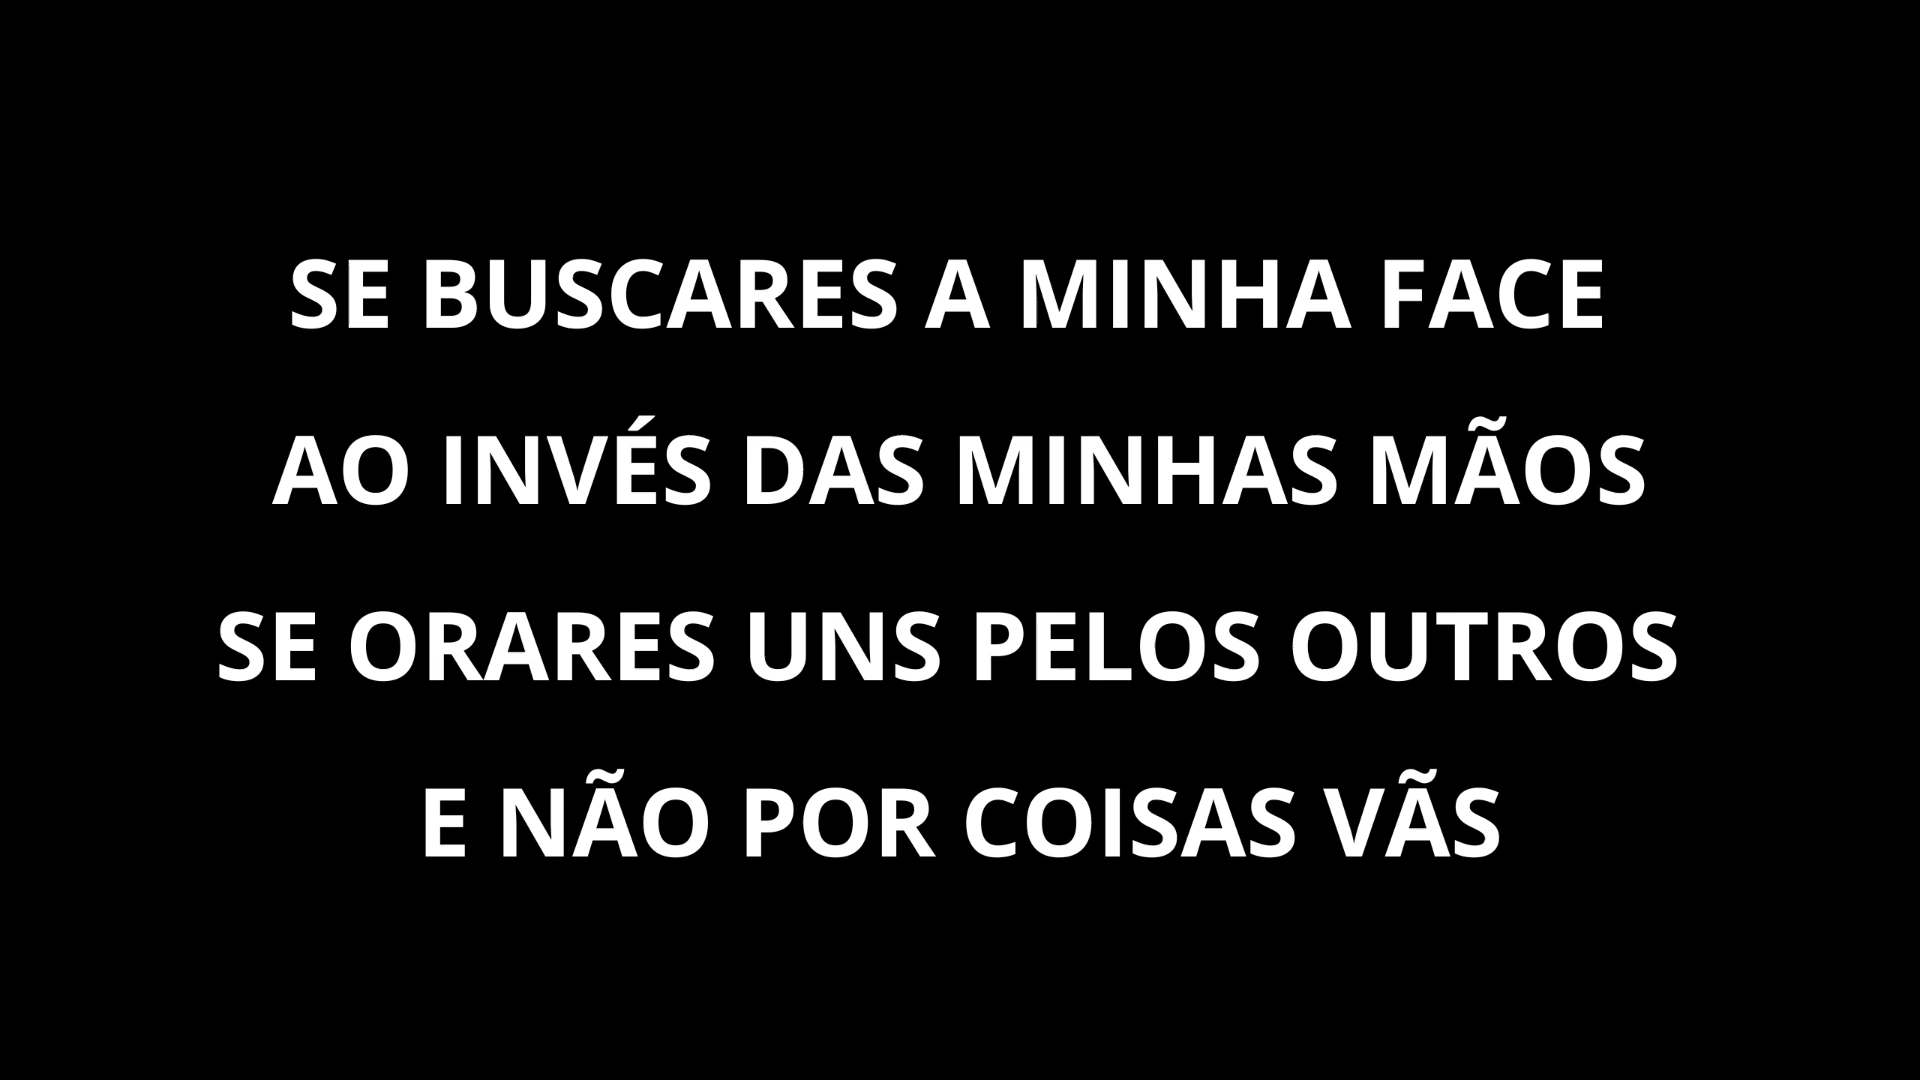 SE BUSCARES A MINHA FACE
AO INVÉS DAS MINHAS MÃOS
SE ORARES UNS PELOS OUTROS
E NÃO POR COISAS VÃS